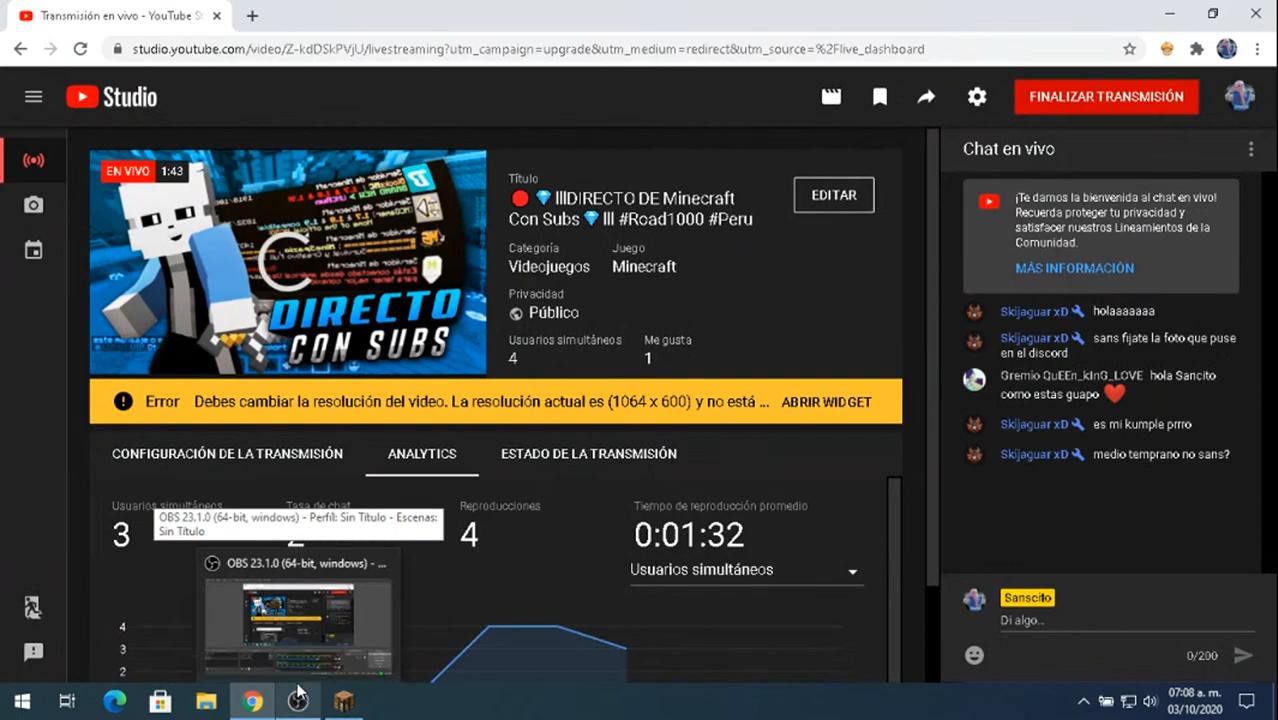 Transmisión en vivo - YouTube S
studio.youtube.com/video/Z-kdDSkPVjU/livestreaming?utm_campaign=upgrade&utm_medium=redirect&utm_source=%2Flive_dashboard
Studio
FINALIZAR TRANSMISIÓN
EN VIVO 1:43
DIRECTO
CON SUBS
Título
🔴💎lllDIRECTO DE Minecraft
Con Subs💎lll #Road1000 #Peru
EDITAR
Categoría Juego
Videojuegos Minecraft
Privacidad
Público
Usuarios simultáneos Me gusta
4 1
Error Debes cambiar la resolución del video. La resolución actual es (1064 x 600) y no está ... ABRIR WIDGET
CONFIGURACIÓN DE LA TRANSMISIÓN ANALYTICS ESTADO DE LA TRANSMISIÓN
Usuarios simultáneos Tasa de chat Reproducciones Tiempo de reproducción promedio
3 2 4 0:01:32
OBS 23.1.0 (64-bit, windows) - Perfil: Sin Título - Escenas:
Sin Título
Usuarios simultáneos
OBS 23.1.0 (64-bit, windows) - ...
4
3
2
Chat en vivo
¡Te damos la bienvenida al chat en vivo!
Recuerda proteger tu privacidad y
satisfacer nuestros Lineamientos de la
Comunidad.
MÁS INFORMACIÓN
Skijaguar xD holaaaaaaa
Skijaguar xD sans fijate la foto que puse
en el discord
Gremio QuEEn_kInG_LOVE hola Sancito
como estas guapo ❤
Skijaguar xD es mi kumple prrro
Skijaguar xD medio temprano no sans?
Sanscito
Di algo...
0/200
07:08 a. m.
03/10/2020